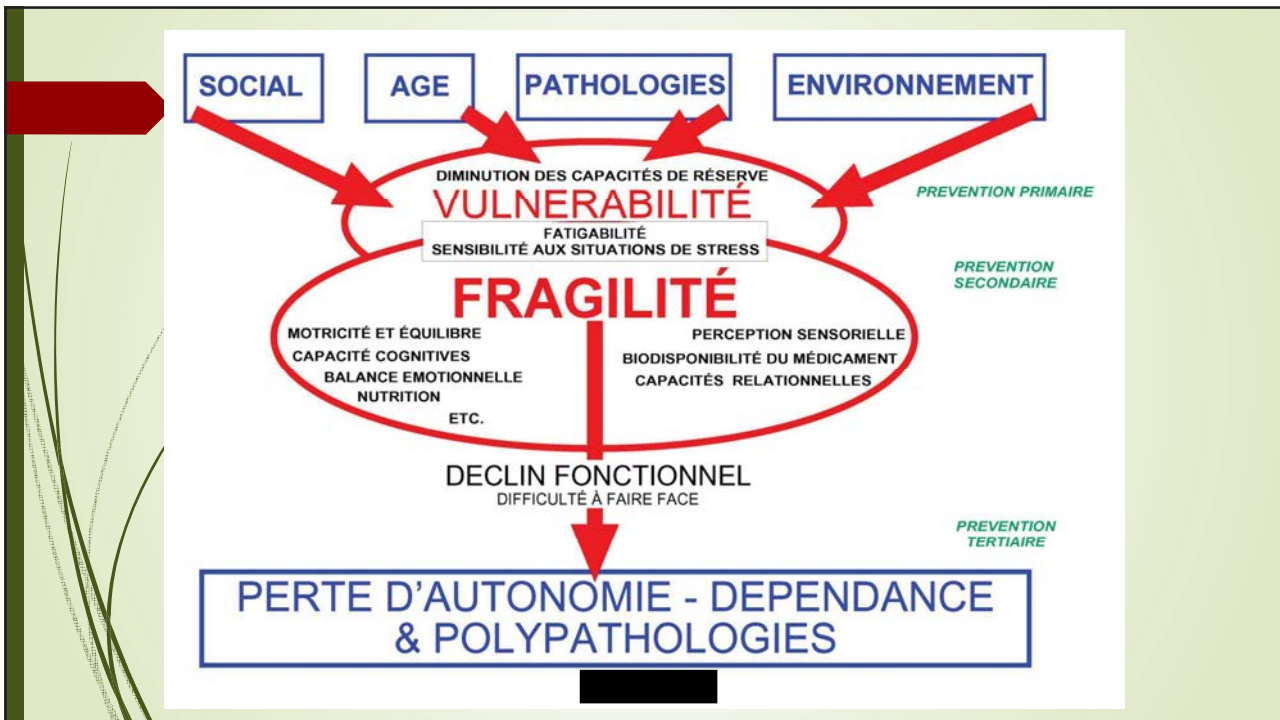 SOCIAL
AGE
PATHOLOGIES
ENVIRONNEMENT
DIMINUTION DES CAPACITÉS DE RÉSERVE
VULNERABILITÉ
FATIGABILITÉ
SENSIBILITÉ AUX SITUATIONS DE STRESS
PREVENTION PRIMAIRE
PREVENTION
SECONDAIRE
FRAGILITÉ
MOTRICITÉ ET ÉQUILIBRE
CAPACITÉ COGNITIVES
BALANCE EMOTIONNELLE
NUTRITION
ETC.
PERCEPTION SENSORIELLE
BIODISPONIBILITÉ DU MÉDICAMENT
CAPACITÉS RELATIONNELLES
DECLIN FONCTIONNEL
DIFFICULTÉ À FAIRE FACE
PREVENTION
TERTIAIRE
PERTE D'AUTONOMIE - DEPENDANCE
& POLYPATHOLOGIES